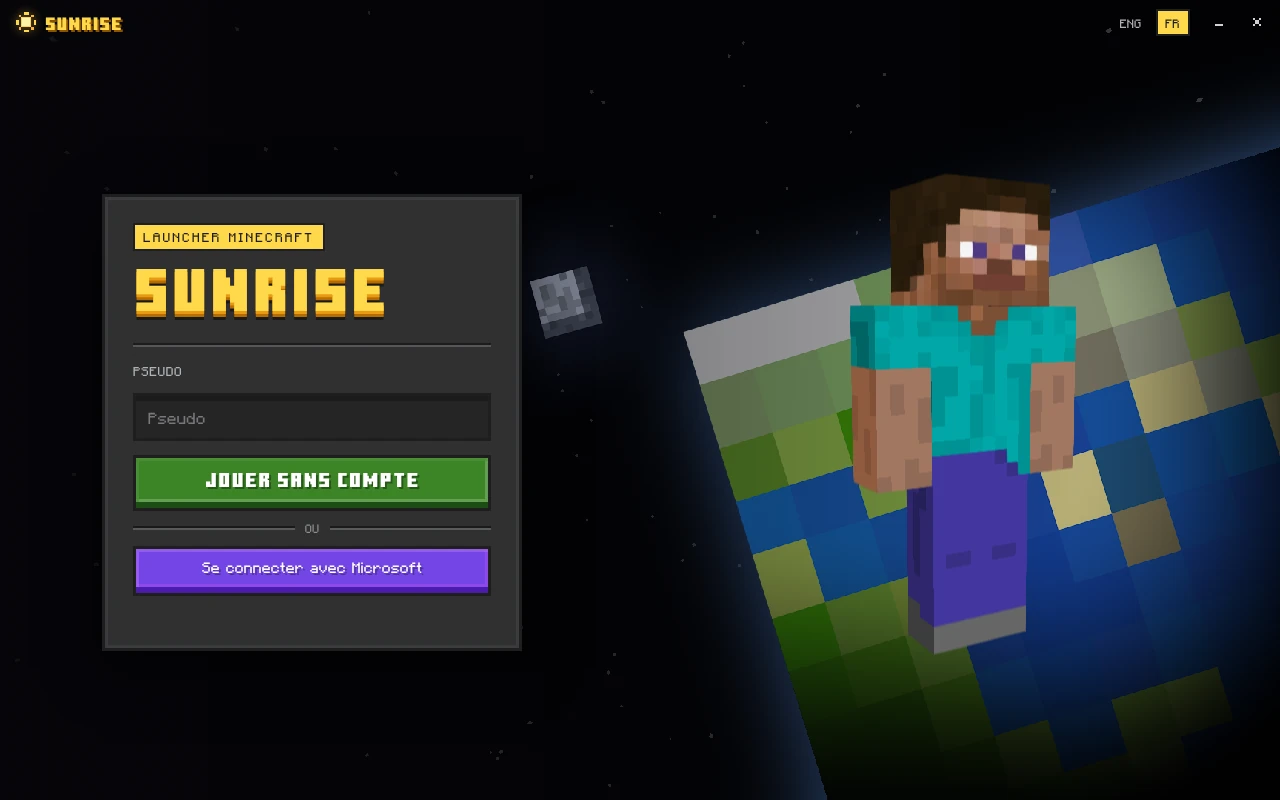 SUNRISE
ENG FR
LAUNCHER MINECRAFT
SUNRISE
PSEUDO
Pseudo
JOUER SANS COMPTE
OU
Se connecter avec Microsoft